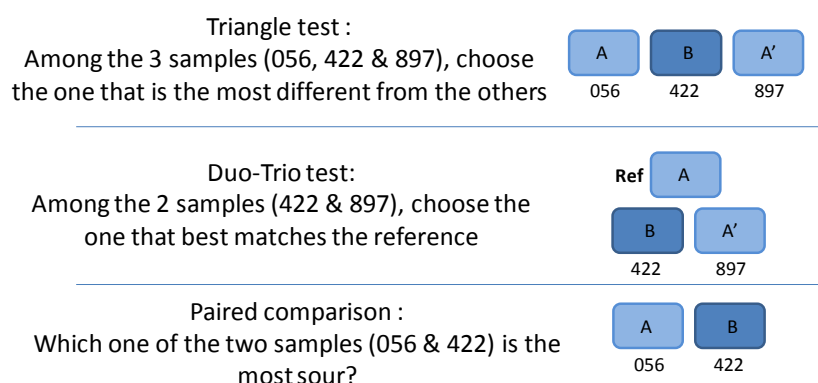 Triangle test :
Among the 3 samples (056, 422 & 897), choose
the one that is the most different from the others
A B A’
056 422 897
Duo-Trio test:
Among the 2 samples (422 & 897), choose the
one that best matches the reference
Ref A
B A’
422 897
Paired comparison :
Which one of the two samples (056 & 422) is the
most sour?
A B
056 422